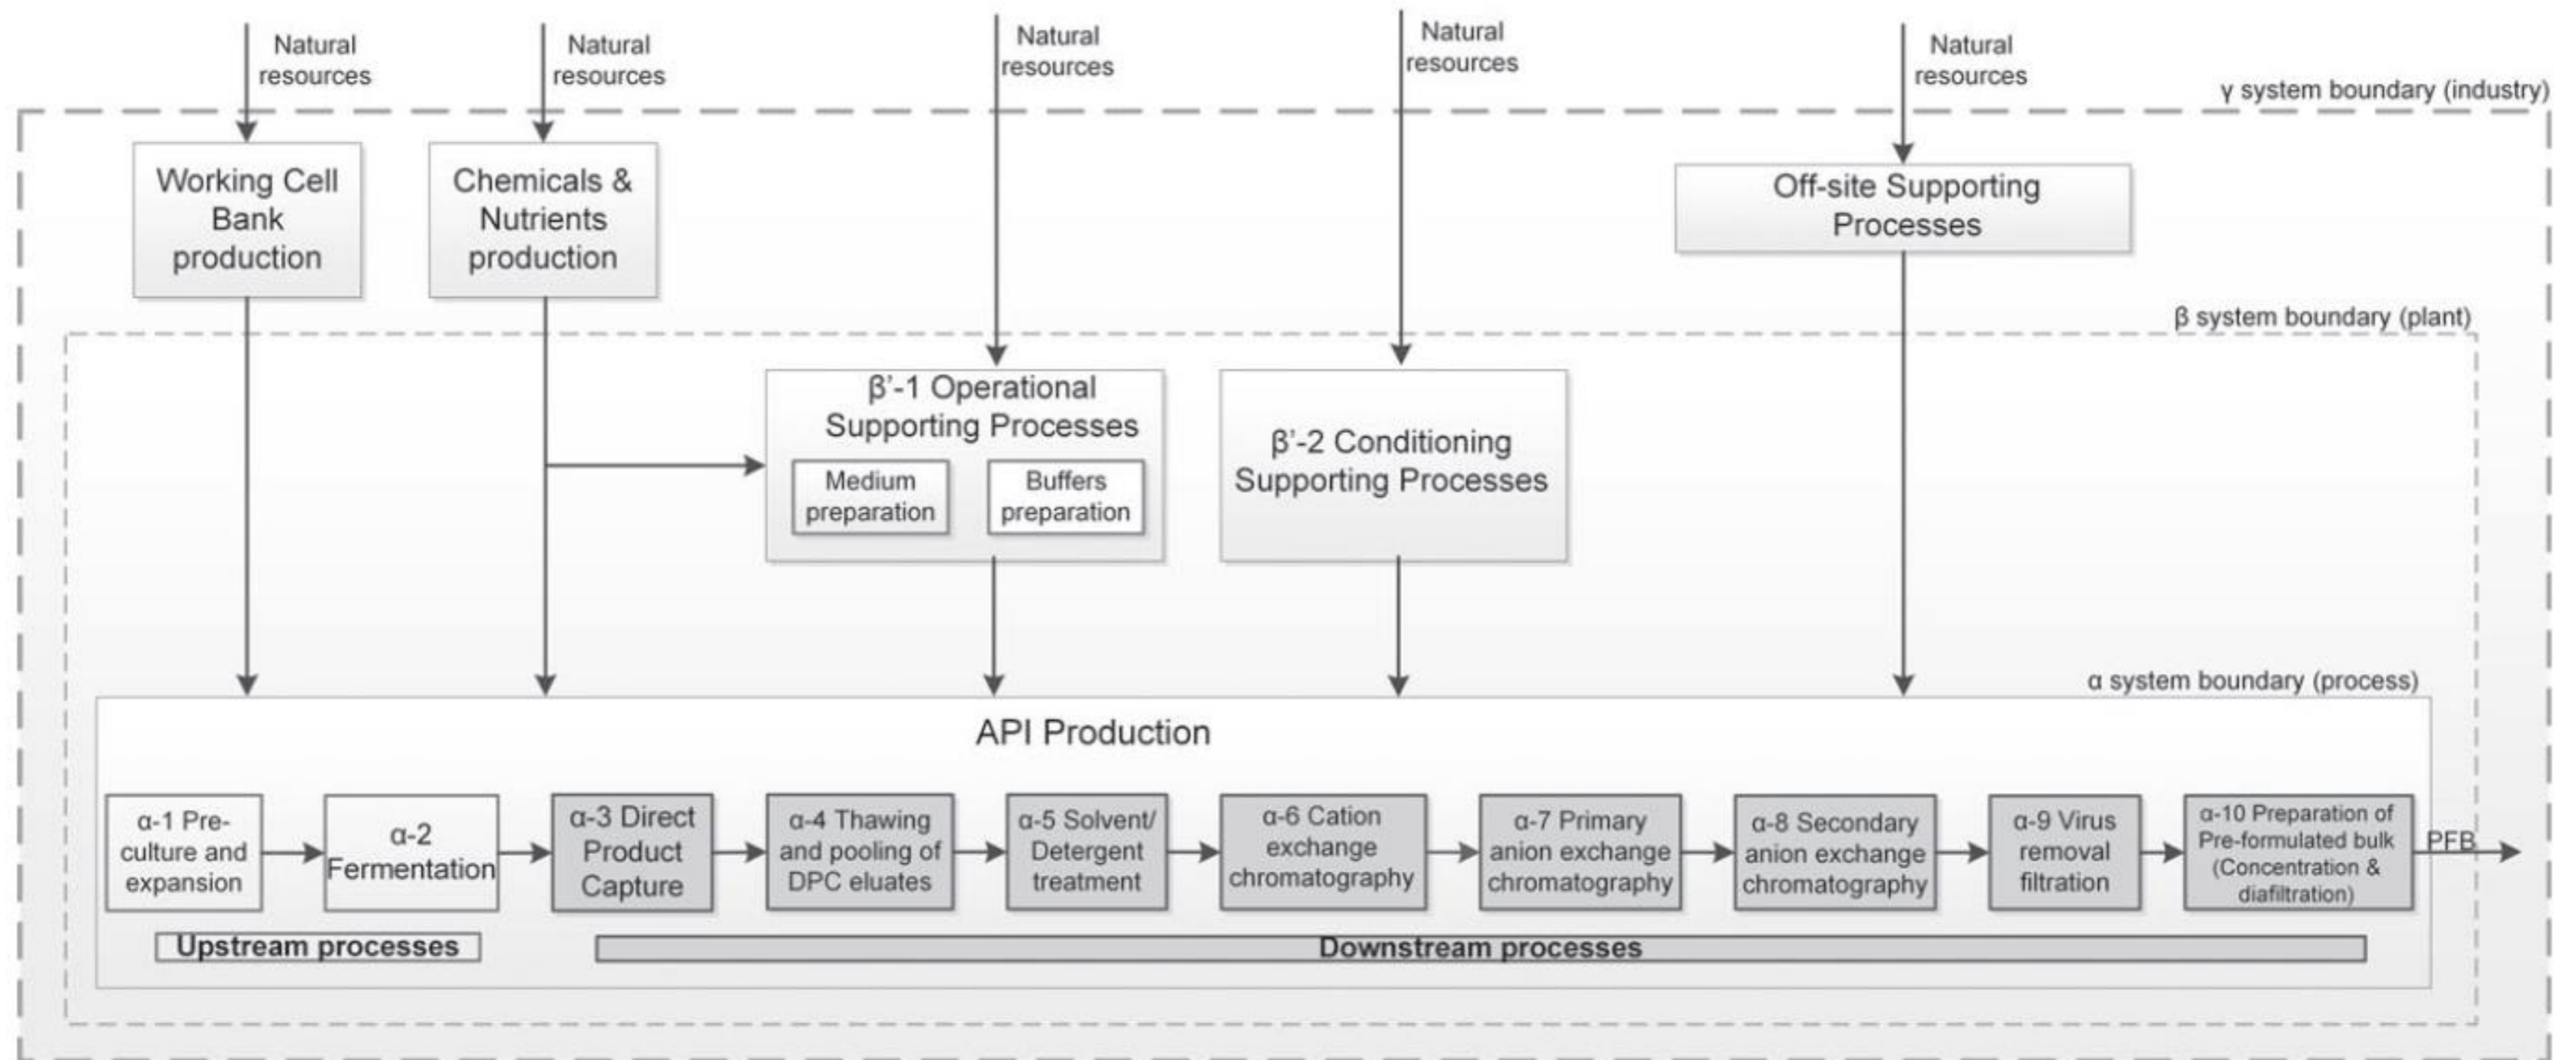 Natural
resources
Natural
resources
Natural
resources
Natural
resources
Natural
resources
γ system boundary (industry)
Working Cell
Bank
production
Chemicals &
Nutrients
production
Off-site Supporting
Processes
β system boundary (plant)
β’-1 Operational
Supporting Processes
Medium
preparation
Buffers
preparation
β’-2 Conditioning
Supporting Processes
α system boundary (process)
API Production
α-1 Pre-
culture and
expansion
α-2
Fermentation
α-3 Direct
Product
Capture
α-4 Thawing
and pooling of
DPC eluates
α-5 Solvent/
Detergent
treatment
α-6 Cation
exchange
chromatography
α-7 Primary
anion exchange
chromatography
α-8 Secondary
anion exchange
chromatography
α-9 Virus
removal
filtration
α-10 Preparation of
Pre-formulated bulk
(Concentration &
diafiltration)
PFB
Upstream processes
Downstream processes